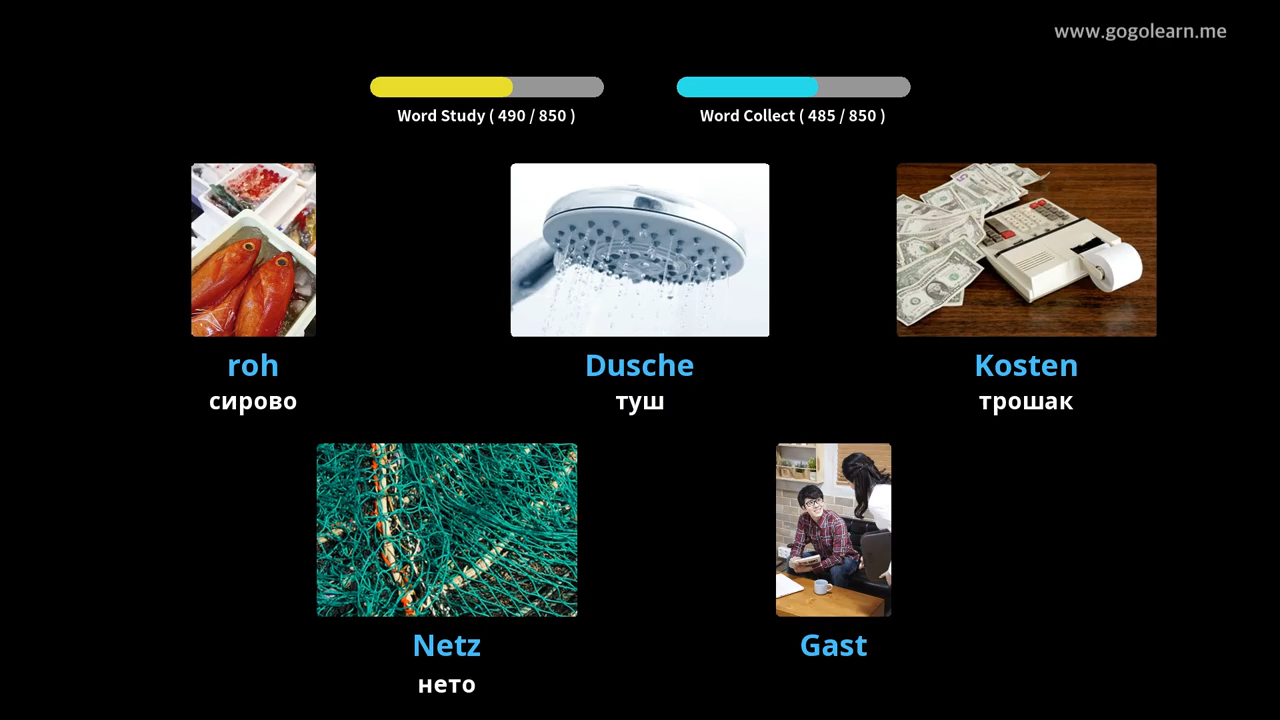 www.gogolearn.me
Word Study ( 490 / 850 )
Word Collect ( 485 / 850 )
roh
сирово
Dusche
туш
Kosten
трошак
Netz
нето
Gast